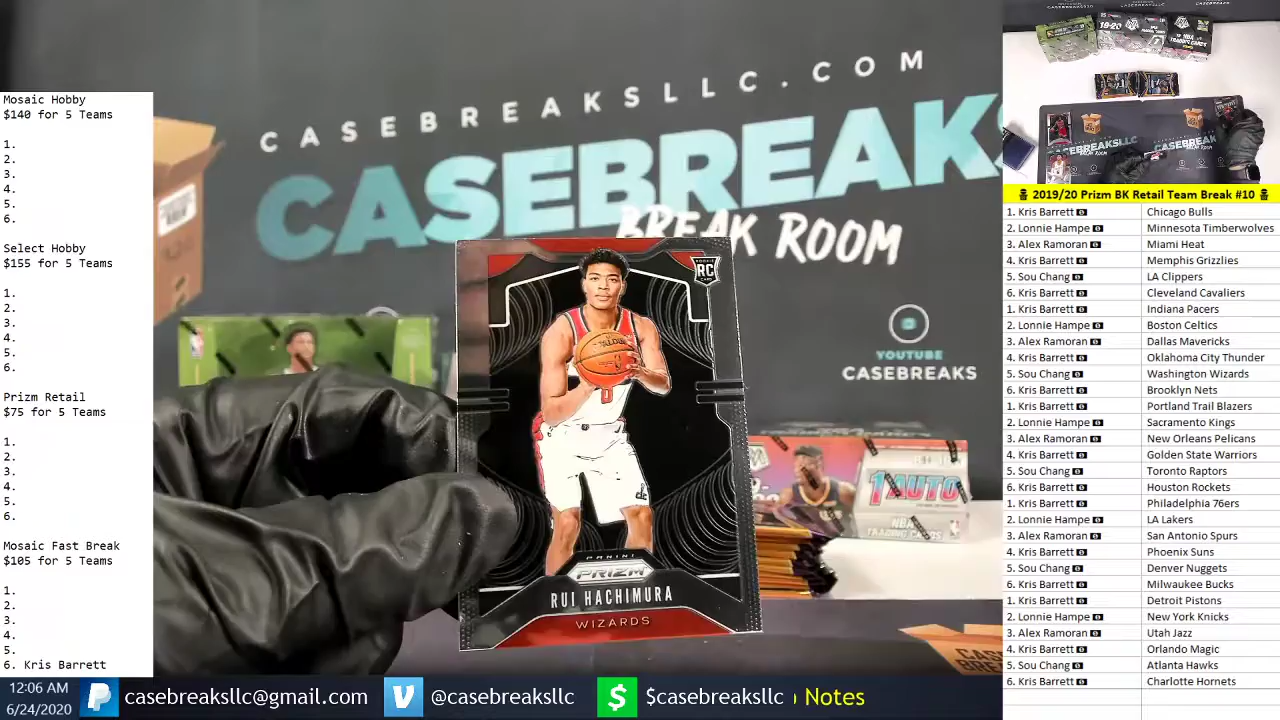 Mosaic Hobby
$140 for 5 Teams
1.
2.
3.
4.
5.
6.
Select Hobby
$155 for 5 Teams
1.
2.
3.
4.
5.
6.
Prizm Retail
$75 for 5 Teams
1.
2.
3.
4.
5.
6.
Mosaic Fast Break
$105 for 5 Teams
1.
2.
3.
4.
5.
6. Kris Barrett
CASEBREAKSLLC.COM
CASEBREAKS
BREAK ROOM
YOUTUBE
CASEBREAKS
RC
PANINI
PRIZM
RUI HACHIMURA
WIZARDS
1 AUTO
NBA
TRADING CARDS
2019/20 Prizm BK Retail Team Break #10
1. Kris Barrett Chicago Bulls
2. Lonnie Hampe Minnesota Timberwolves
3. Alex Ramoran Miami Heat
4. Kris Barrett Memphis Grizzlies
5. Sou Chang LA Clippers
6. Kris Barrett Cleveland Cavaliers
1. Kris Barrett Indiana Pacers
2. Lonnie Hampe Boston Celtics
3. Alex Ramoran Dallas Mavericks
4. Kris Barrett Oklahoma City Thunder
5. Sou Chang Washington Wizards
6. Kris Barrett Brooklyn Nets
1. Kris Barrett Portland Trail Blazers
2. Lonnie Hampe Sacramento Kings
3. Alex Ramoran New Orleans Pelicans
4. Kris Barrett Golden State Warriors
5. Sou Chang Toronto Raptors
6. Kris Barrett Houston Rockets
1. Kris Barrett Philadelphia 76ers
2. Lonnie Hampe LA Lakers
3. Alex Ramoran San Antonio Spurs
4. Kris Barrett Phoenix Suns
5. Sou Chang Denver Nuggets
6. Kris Barrett Milwaukee Bucks
1. Kris Barrett Detroit Pistons
2. Lonnie Hampe New York Knicks
3. Alex Ramoran Utah Jazz
4. Kris Barrett Orlando Magic
5. Sou Chang Atlanta Hawks
6. Kris Barrett Charlotte Hornets
12:06 AM
6/24/2020
casebreaksllc@gmail.com
@casebreaksllc
$casebreaksllc
Notes